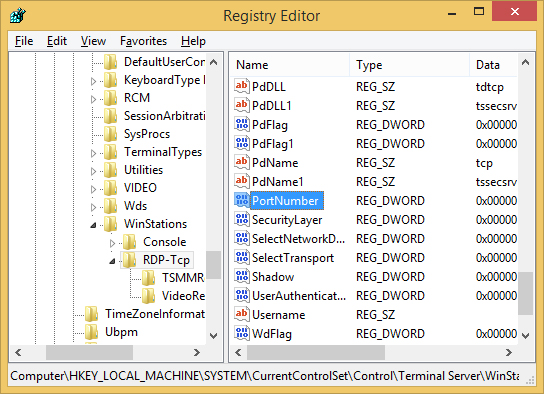 Registry Editor
File Edit View Favorites Help
DefaultUserCon
KeyboardType
RCM
SessionArbitrati
SysProcs
TerminalTypes
Utilities
VIDEO
Wds
WinStations
Console
RDP-Tcp
TSMMR
VideoRe
TimeZoneInformat
Ubpm
Name Type Data
PdDLL REG_SZ tdtcp
PdDLL1 REG_SZ tssecsrv
PdFlag REG_DWORD 0x00000
PdFlag1 REG_DWORD 0x00000
PdName REG_SZ tcp
PdName1 REG_SZ tssecsrv
PortNumber REG_DWORD 0x00000
SecurityLayer REG_DWORD 0x00000
SelectNetworkD... REG_DWORD 0x00000
SelectTransport REG_DWORD 0x00000
Shadow REG_DWORD 0x00000
UserAuthenticat... REG_DWORD 0x00000
Username REG_SZ
WdFlag REG_DWORD 0x00000
Computer\HKEY_LOCAL_MACHINE\SYSTEM\CurrentControlSet\Control\Terminal Server\WinSta